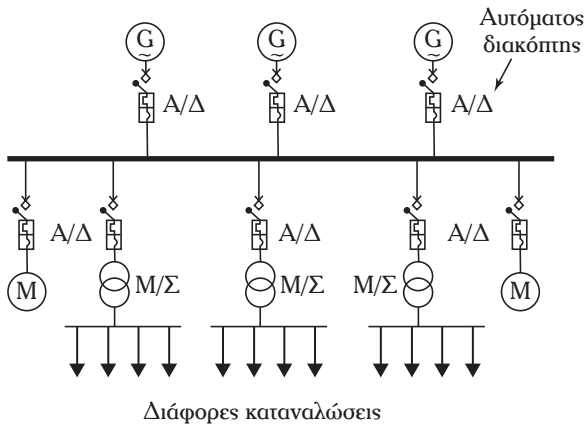 Αυτόματος
διακόπτης
G G G
Α/Δ Α/Δ Α/Δ
Α/Δ Α/Δ Α/Δ
Μ Μ/Σ Μ/Σ Μ/Σ Μ
Διάφορες καταναλώσεις